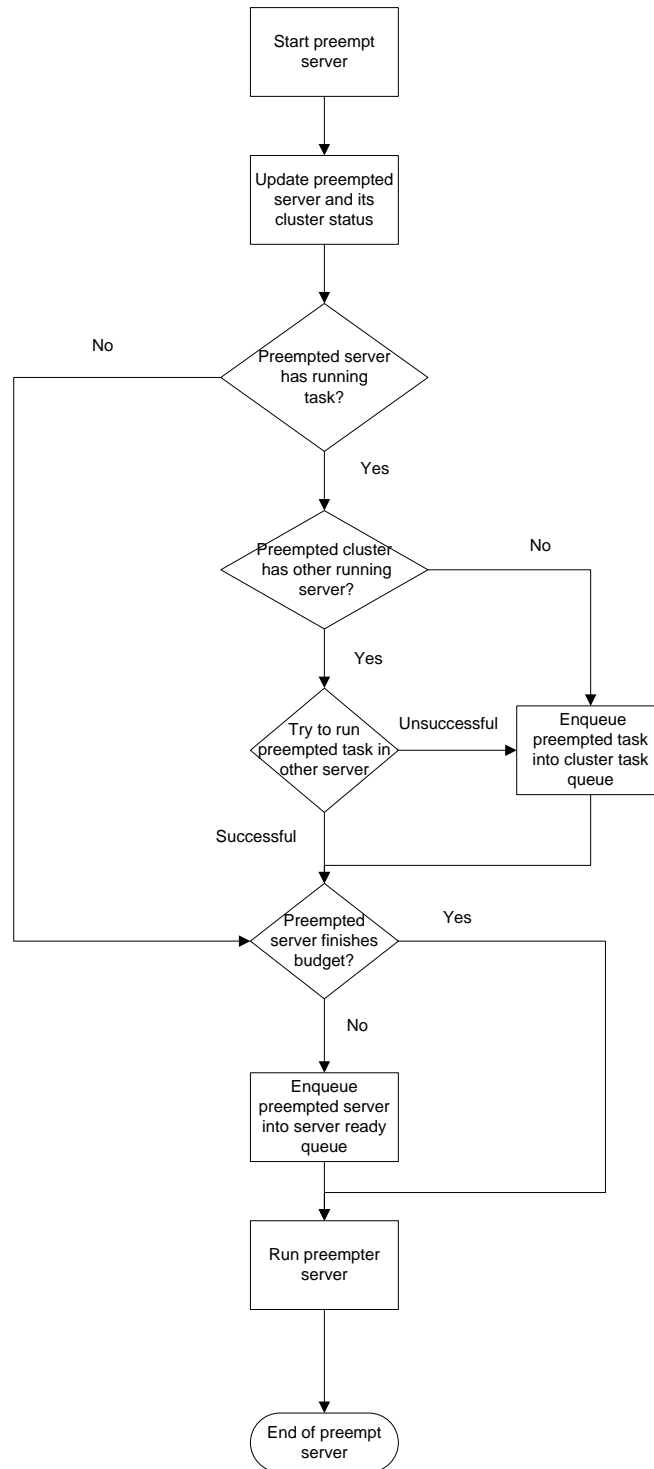 Start preempt
server
Update preempted
server and its
cluster status
No
Preempted server
has running
task?
Yes
Preempted cluster
has other running
server?
No
Yes
Try to run
preempted task in
other server
Unsuccessful
Enqueue
preempted task
into cluster task
queue
Successful
Preempted
server finishes
budget?
Yes
No
Enqueue
preempted server
into server ready
queue
Run preempter
server
End of preempt
server